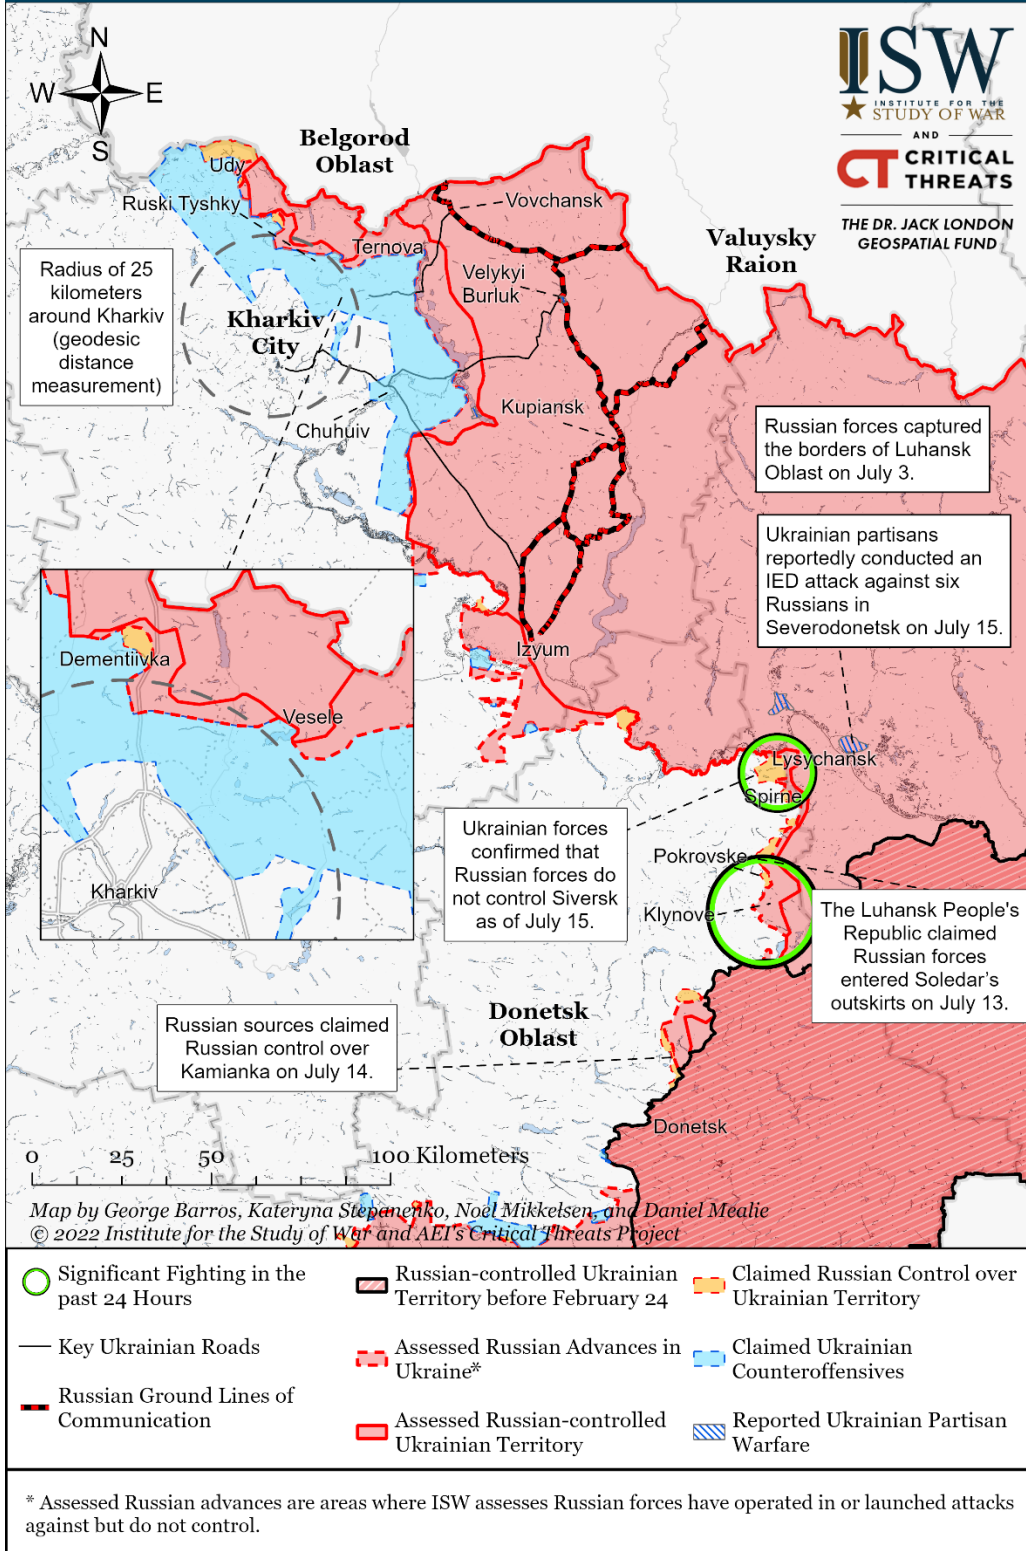 N
W E
S
ISW
INSTITUTE FOR THE
STUDY OF WAR
AND
CT CRITICAL
THREATS
THE DR. JACK LONDON
GEOSPATIAL FUND
Belgorod
Oblast
Udy
Ruski Tyshky
Vovchansk
Ternova
Valuysky
Raion
Velykyi
Burluk
Radius of 25
kilometers
around Kharkiv
(geodesic
distance
measurement)
Kharkiv
City
Kupiansk
Chuhuiv
Russian forces captured
the borders of Luhansk
Oblast on July 3.
Ukrainian partisans
reportedly conducted an
IED attack against six
Russians in
Severodonetsk on July 15.
Izyum
Dementiivka
Vesele
Kharkiv
Lysychansk
Spirne
Ukrainian forces
confirmed that
Russian forces do
not control Siversk
as of July 15.
Pokrovske
Klynove
The Luhansk People's
Republic claimed
Russian forces
entered Soledar's
outskirts on July 13.
Donetsk
Oblast
Russian sources claimed
Russian control over
Kamianka on July 14.
Donetsk
0 25 50 100 Kilometers
Map by George Barros, Kateryna Stepanenko, Noel Mikkelsen, and Daniel Mealie
© 2022 Institute for the Study of War and AEI's Critical Threats Project
Significant Fighting in the
past 24 Hours
Key Ukrainian Roads
Russian Ground Lines of
Communication
Russian-controlled Ukrainian
Territory before February 24
Assessed Russian Advances in
Ukraine*
Assessed Russian-controlled
Ukrainian Territory
Claimed Russian Control over
Ukrainian Territory
Claimed Ukrainian
Counteroffensives
Reported Ukrainian Partisan
Warfare
* Assessed Russian advances are areas where ISW assesses Russian forces have operated in or launched attacks
against but do not control.